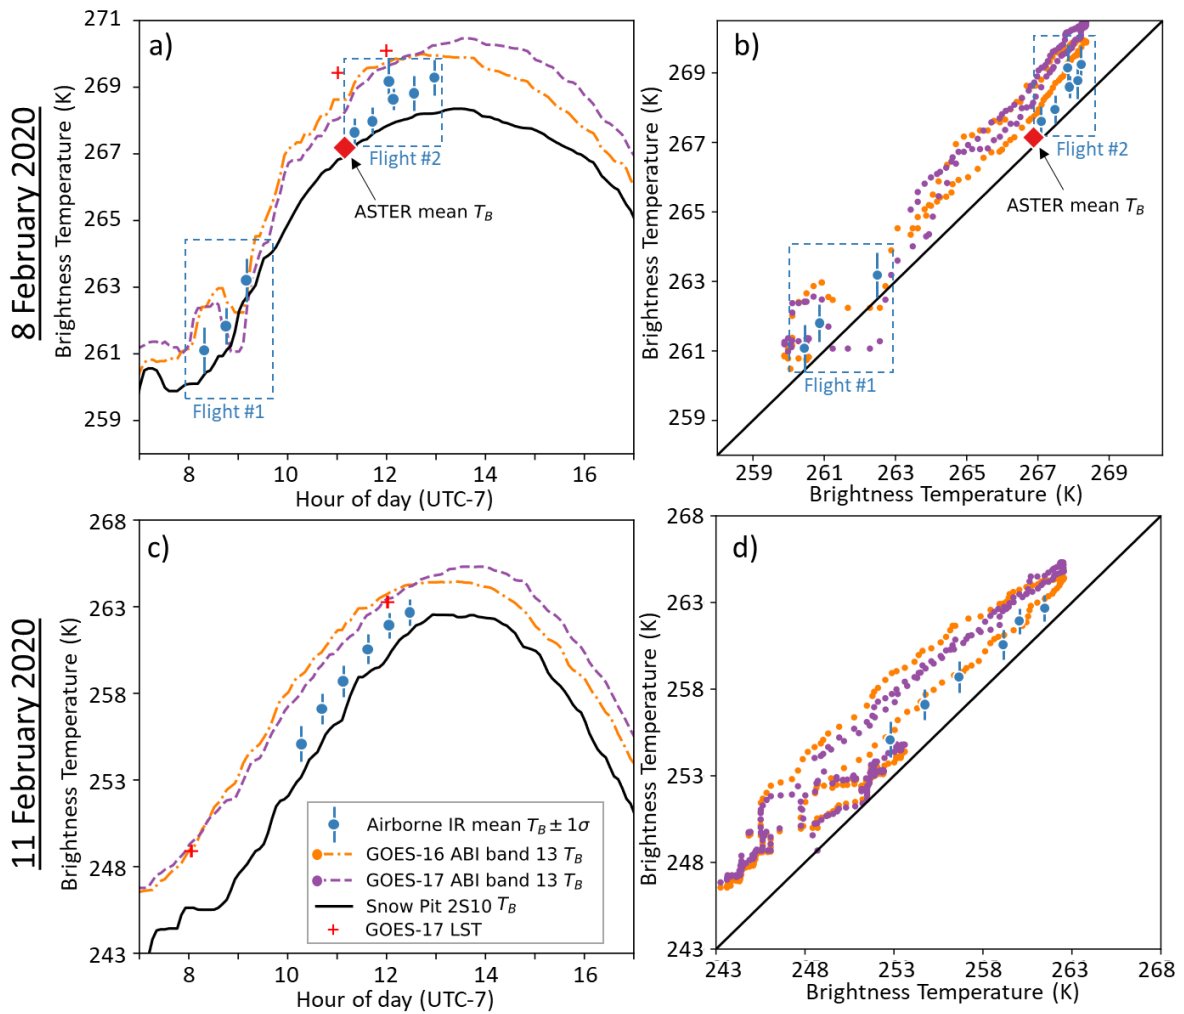 8 February 2020
a)
Brightness Temperature (K)
271
269
267
265
263
261
259
Flight #2
ASTER mean T_B
Flight #1
8
10
12
14
16
Hour of day (UTC-7)
b)
Brightness Temperature (K)
269
267
265
263
261
259
Flight #2
ASTER mean T_B
Flight #1
259
261
263
265
267
269
Brightness Temperature (K)
11 February 2020
c)
Brightness Temperature (K)
268
263
258
253
248
243
Airborne IR mean T_B ± 1σ
GOES-16 ABI band 13 T_B
GOES-17 ABI band 13 T_B
Snow Pit 2S10 T_B
GOES-17 LST
8
10
12
14
16
Hour of day (UTC-7)
d)
Brightness Temperature (K)
268
263
258
253
248
243
243
248
253
258
263
268
Brightness Temperature (K)